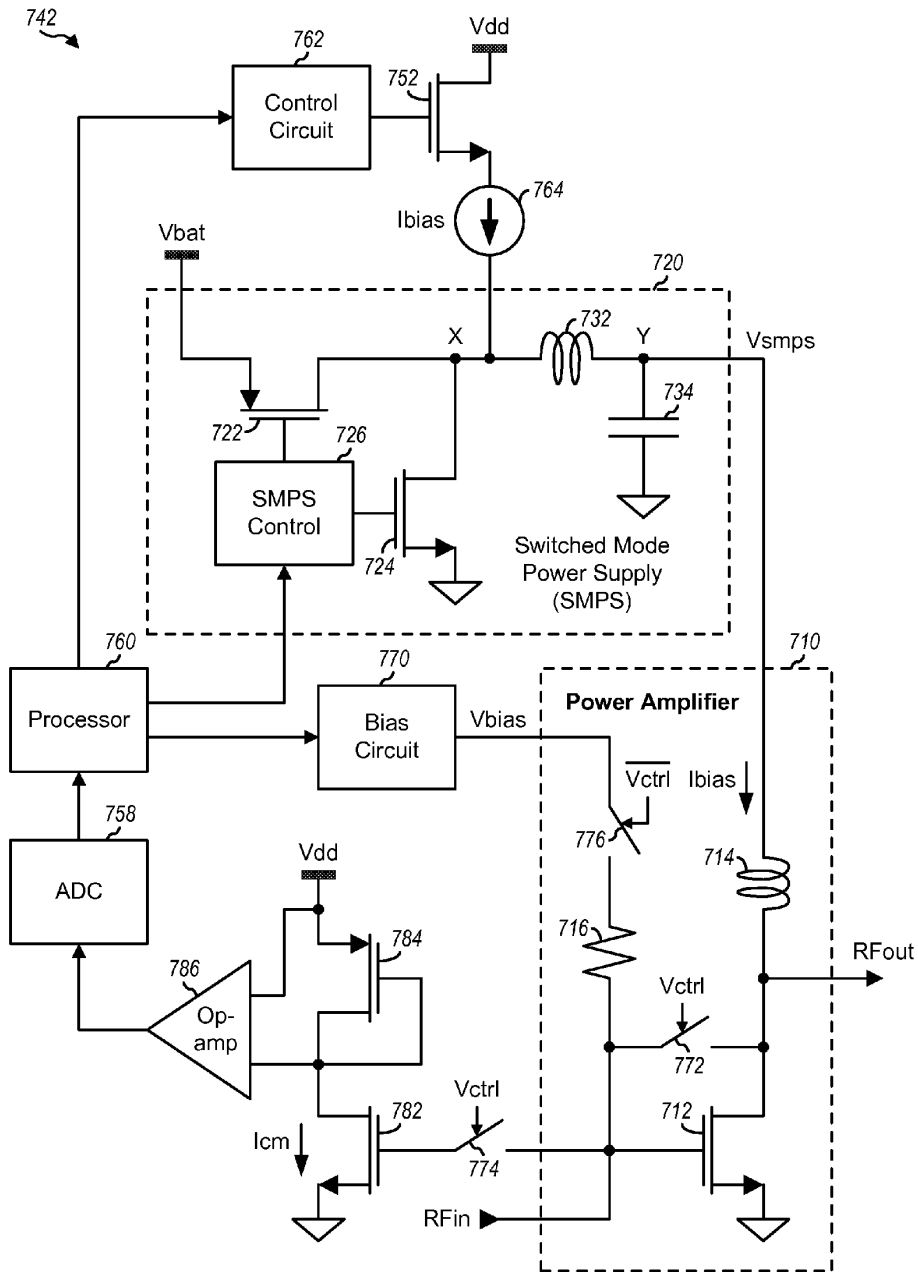 742
762
Control
Circuit
752
Vdd
764
Ibias
Vbat
720
X
732
Y
Vsmps
734
722
726
SMPS
Control
724
Switched Mode
Power Supply
(SMPS)
760
Processor
770
Bias
Circuit
Vbias
710
Power Amplifier
Vctrl
Ibias
776
758
ADC
Vdd
714
716
784
RFout
786
Op-
amp
Vctrl
772
782
Vctrl
712
Icm
774
RFin